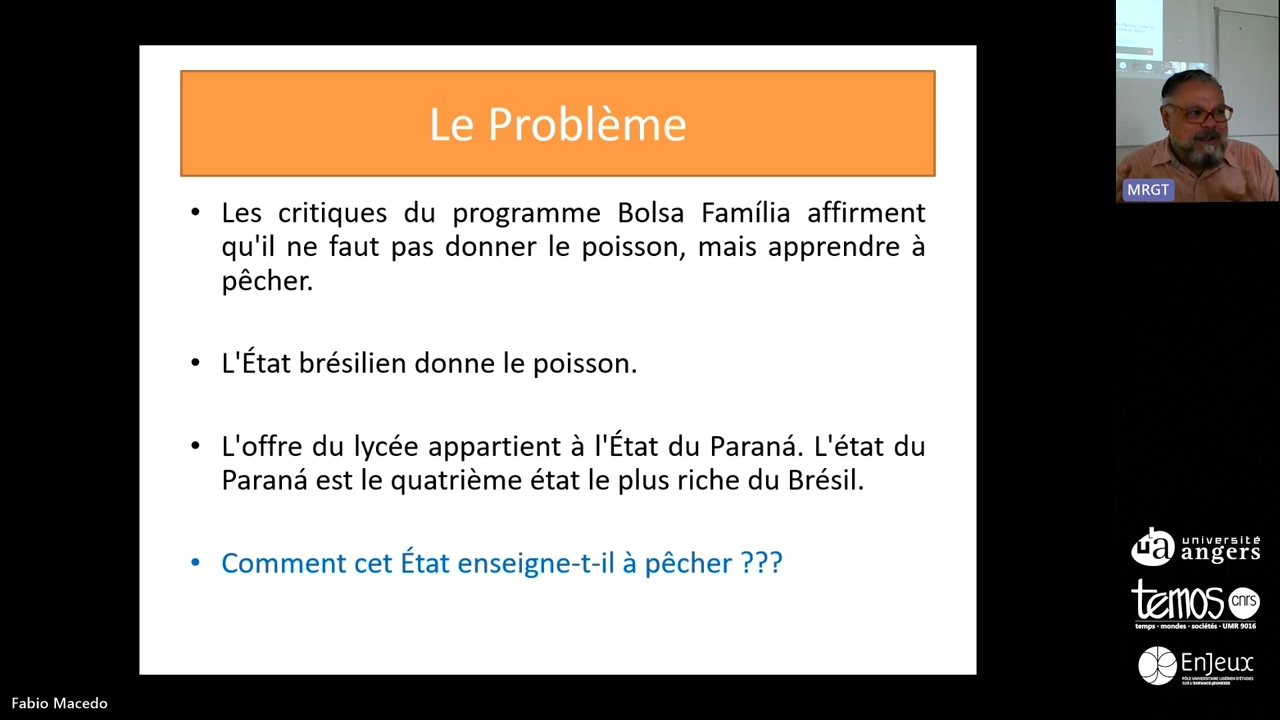 Le Problème
• Les critiques du programme Bolsa Família affirment
qu'il ne faut pas donner le poisson, mais apprendre à
pêcher.
• L'État brésilien donne le poisson.
• L'offre du lycée appartient à l'État du Paraná. L'état du
Paraná est le quatrième état le plus riche du Brésil.
• Comment cet État enseigne-t-il à pêcher ???
MRGT
ua université
angers
temos cnrs
temps • mondes • sociétés • UMR 9016
EnJeux
PÔLE UNIVERSITAIRE LIGÉRIEN D'ÉTUDES
SUR L'ENFANCE-JEUNESSE
Fabio Macedo